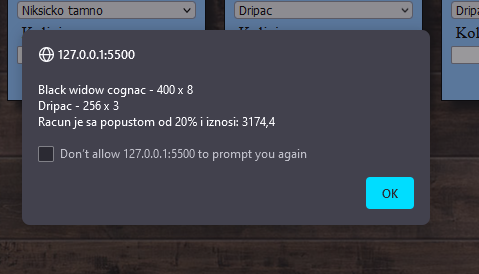 Niksicko tamno
Dripac
Dripac
127.0.0.1:5500
Black widow cognac - 400 x 8
Dripac - 256 x 3
Racun je sa popustom od 20% i iznosi: 3174,4
Don't allow 127.0.0.1:5500 to prompt you again
OK